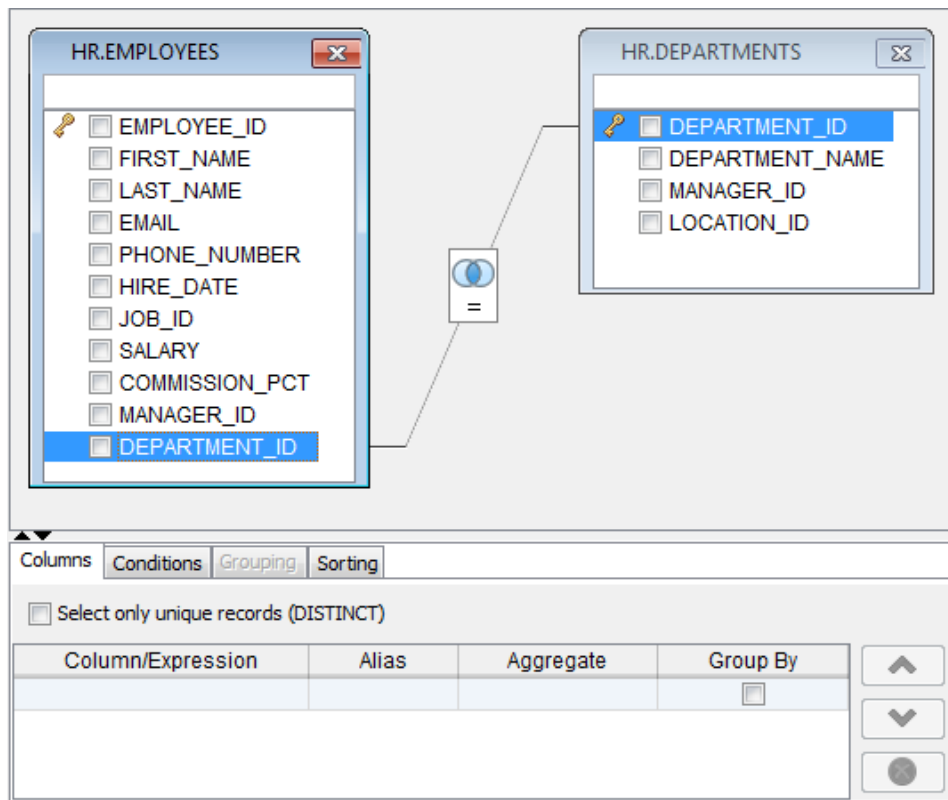 HR.EMPLOYEES
EMPLOYEE_ID
FIRST_NAME
LAST_NAME
EMAIL
PHONE_NUMBER
HIRE_DATE
JOB_ID
SALARY
COMMISSION_PCT
MANAGER_ID
DEPARTMENT_ID
=
HR.DEPARTMENTS
DEPARTMENT_ID
DEPARTMENT_NAME
MANAGER_ID
LOCATION_ID
Columns Conditions Grouping Sorting
Select only unique records (DISTINCT)
Column/Expression Alias Aggregate Group By